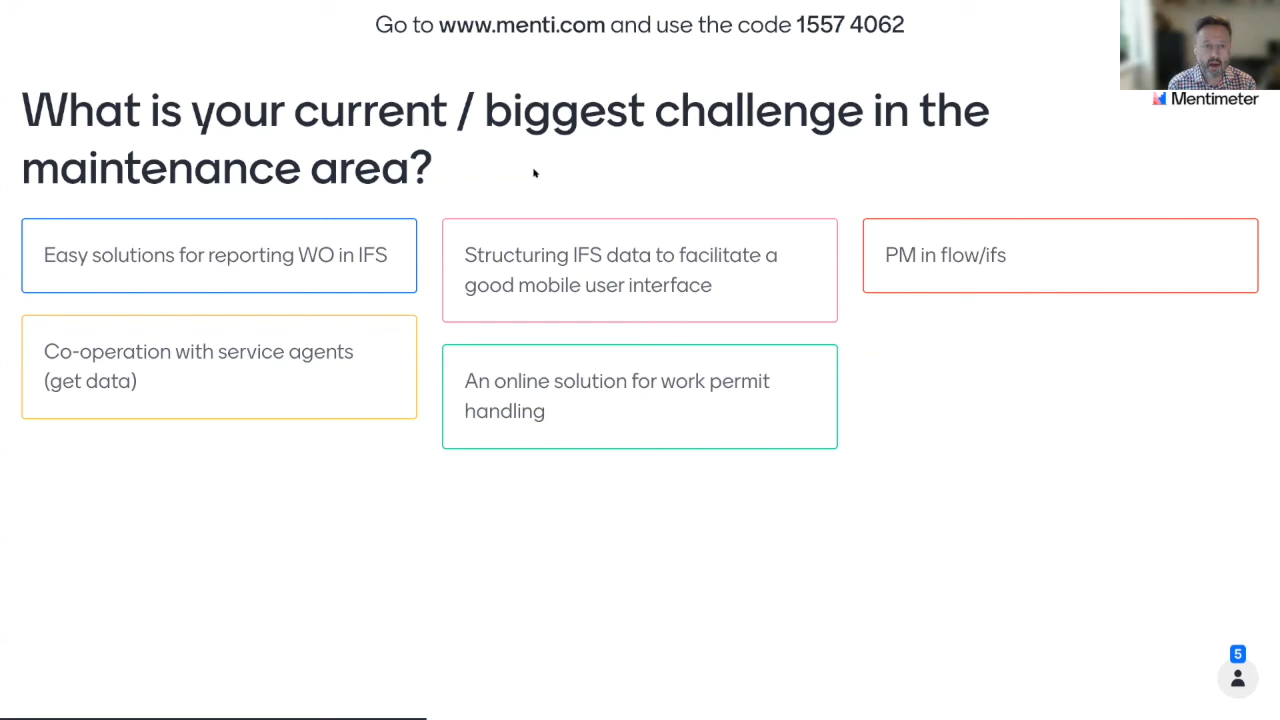 Go to www.menti.com and use the code 1557 4062
Mentimeter
What is your current / biggest challenge in the
maintenance area?
Easy solutions for reporting WO in IFS
Structuring IFS data to facilitate a
good mobile user interface
PM in flow/ifs
Co-operation with service agents
(get data)
An online solution for work permit
handling
5